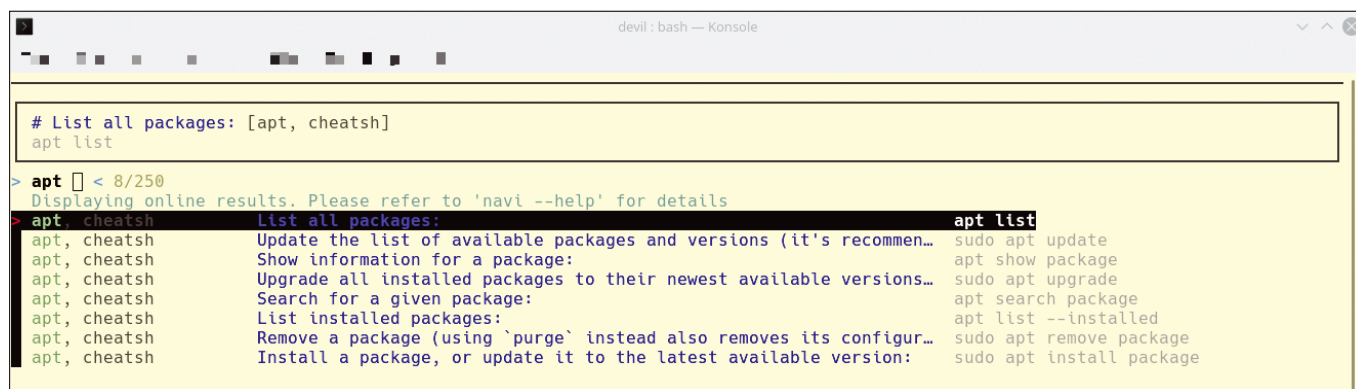 devil : bash — Konsole
# List all packages: [apt, cheatsh]
apt list
> apt < 8/250
Displaying online results. Please refer to 'navi --help' for details
> apt, cheatsh List all packages: apt list
apt, cheatsh Update the list of available packages and versions (it's recommen… sudo apt update
apt, cheatsh Show information for a package: apt show package
apt, cheatsh Upgrade all installed packages to their newest available versions… sudo apt upgrade
apt, cheatsh Search for a given package: apt search package
apt, cheatsh List installed packages: apt list --installed
apt, cheatsh Remove a package (using `purge` instead also removes its configur… sudo apt remove package
apt, cheatsh Install a package, or update it to the latest available version: sudo apt install package